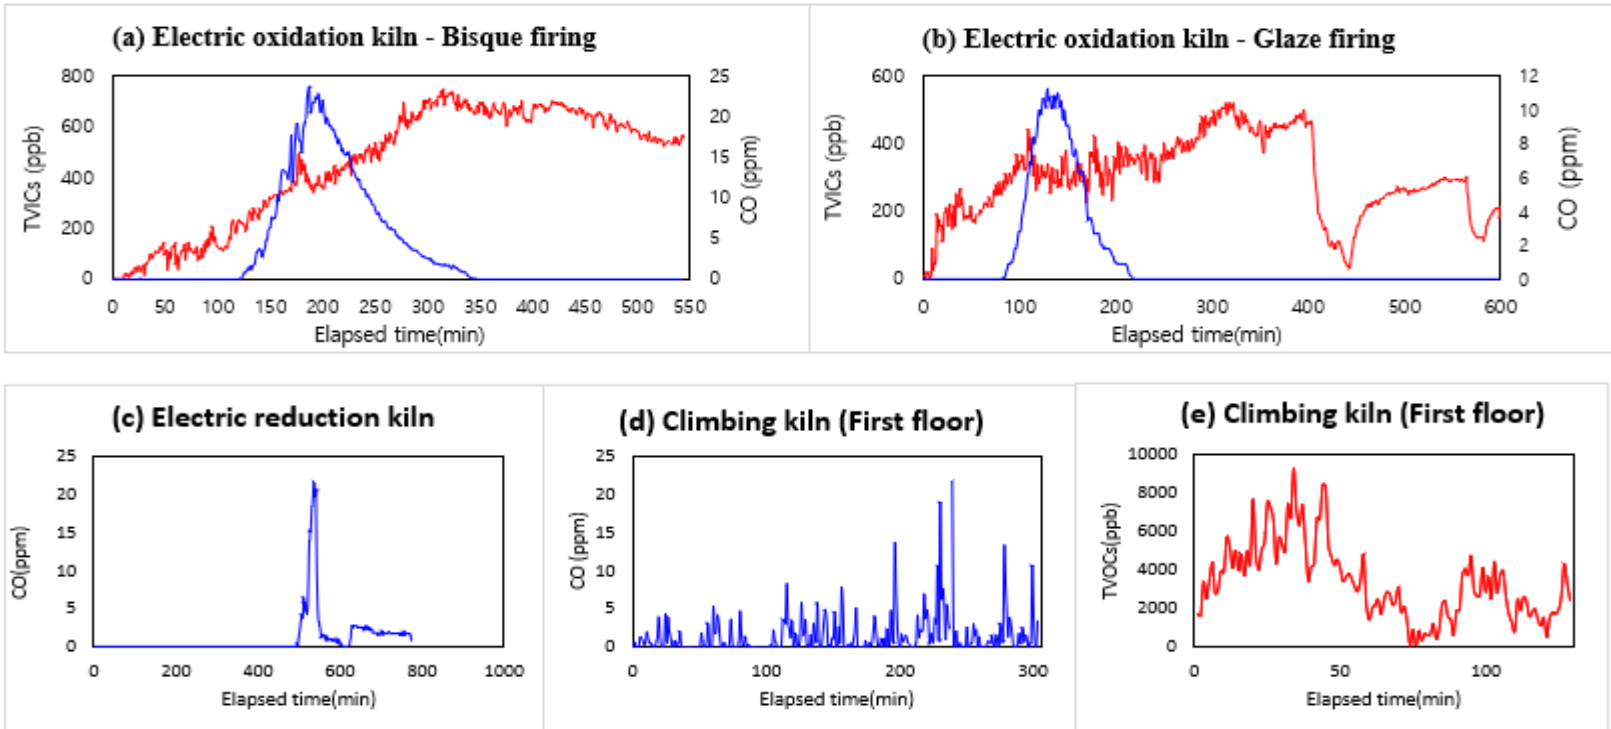 (a) Electric oxidation kiln - Bisque firing
800
600
400
200
0
TVICs (ppb)
25
20
15
10
5
0
CO (ppm)
0 50 100 150 200 250 300 350 400 450 500 550
Elapsed time(min)
(b) Electric oxidation kiln - Glaze firing
600
400
200
0
TVICs (ppb)
12
10
8
6
4
2
0
CO (ppm)
0 100 200 300 400 500 600
Elapsed time(min)
(c) Electric reduction kiln
25
20
15
10
5
0
CO(ppm)
0 200 400 600 800 1000
Elapsed time(min)
(d) Climbing kiln (First floor)
25
20
15
10
5
0
CO (ppm)
0 100 200 300
Elapsed time(min)
(e) Climbing kiln (First floor)
10000
8000
6000
4000
2000
0
TVOCs(ppb)
0 50 100
Elapsed time(min)